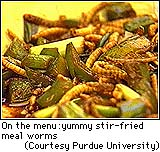 On the menu:yummy stir-fried
meal worms
(Courtesy Purdue University)